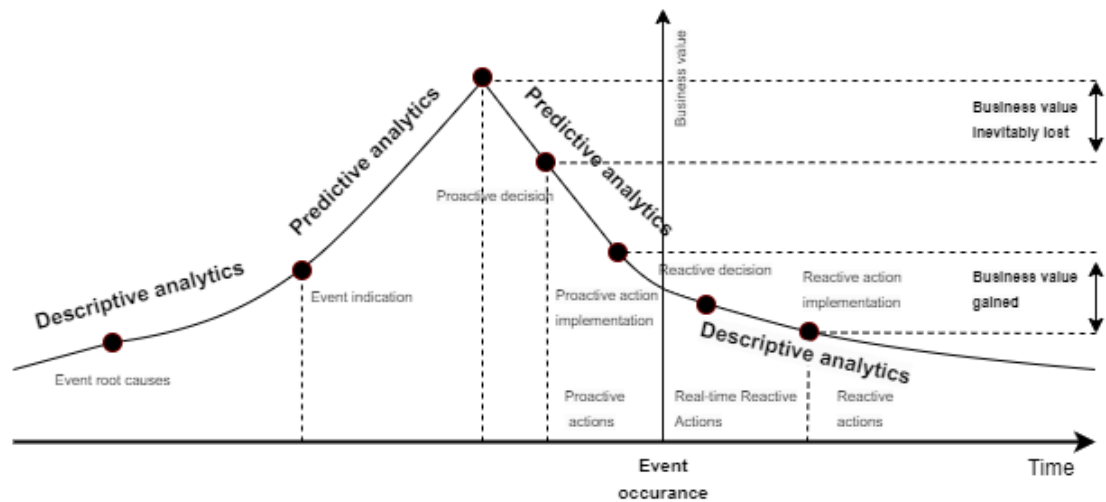 Business value
Predictive analytics
Predictive analytics
Business value
inevitably lost
Proactive decision
Descriptive analytics
Reactive decision
Reactive action
implementation
Business value
gained
Event indication
Proactive action
implementation
Descriptive analytics
Event root causes
Proactive
actions
Real-time Reactive
Actions
Reactive
actions
Event
occurance
Time